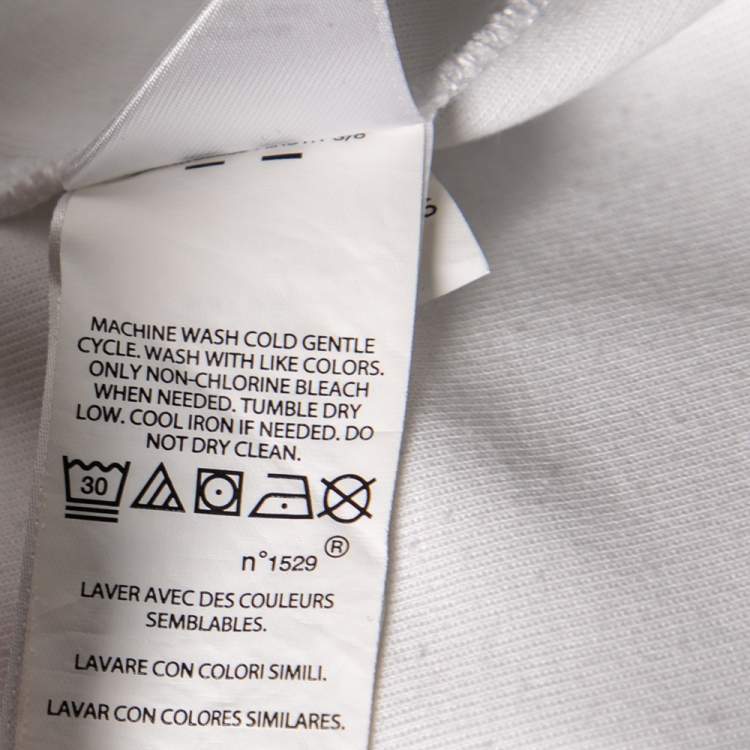 MACHINE WASH COLD GENTLE
CYCLE. WASH WITH LIKE COLORS.
ONLY NON-CHLORINE BLEACH
WHEN NEEDED. TUMBLE DRY
LOW. COOL IRON IF NEEDED. DO
NOT DRY CLEAN.
30
n°1529 ®
LAVER AVEC DES COULEURS
SEMBLABLES.
LAVARE CON COLORI SIMILI.
LAVAR CON COLORES SIMILARES.